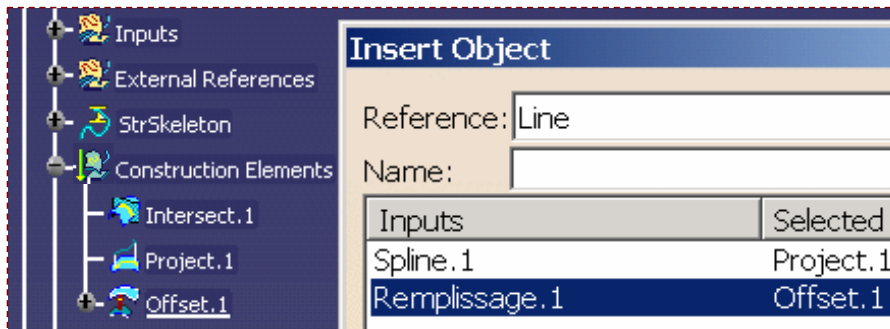 Inputs
External References
StrSkeleton
Construction Elements
Intersect.1
Project.1
Offset.1
Insert Object
Reference: Line
Name:
Inputs Selected
Spline.1 Project.1
Remplissage.1 Offset.1